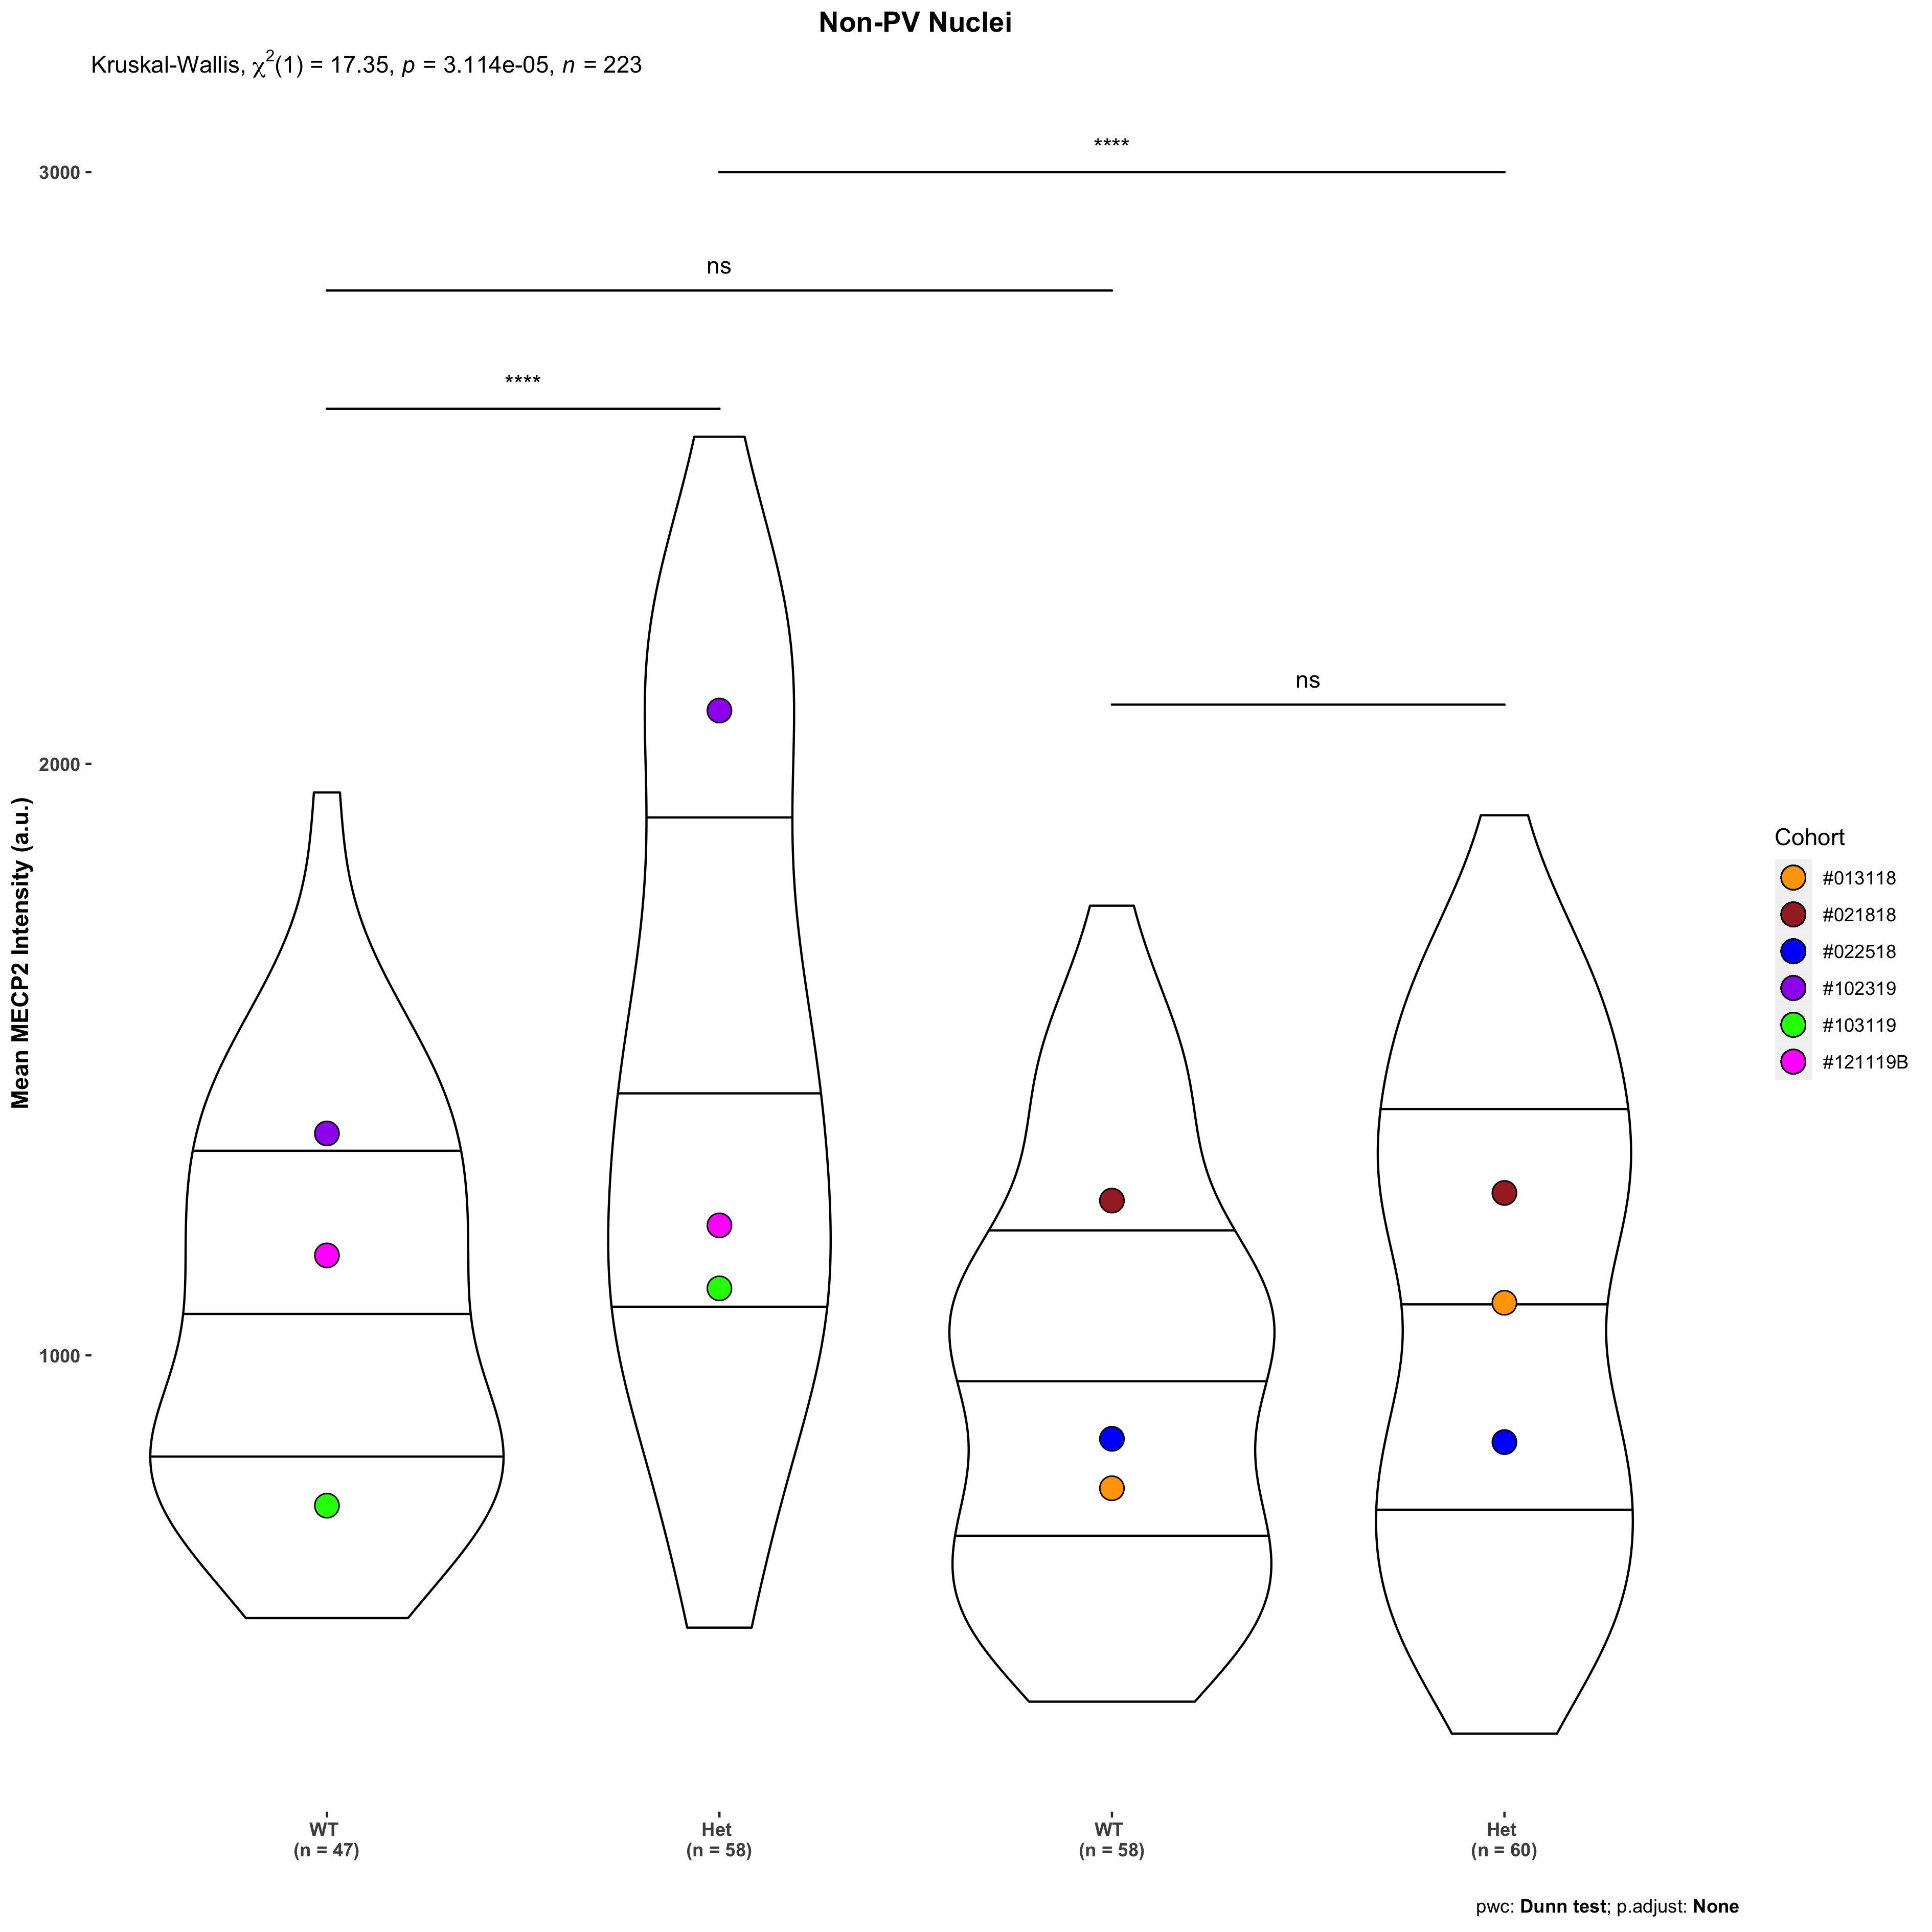 Non-PV Nuclei
Kruskal-Wallis, χ²(1) = 17.35, p = 3.114e-05, n = 223
****
3000
ns
****
ns
2000
Mean MECP2 Intensity (a.u.)
Cohort
#013118
#021818
#022518
#102319
#103119
#121119B
1000
WT
(n = 47)
Het
(n = 58)
WT
(n = 58)
Het
(n = 60)
pwc: Dunn test; p.adjust: None